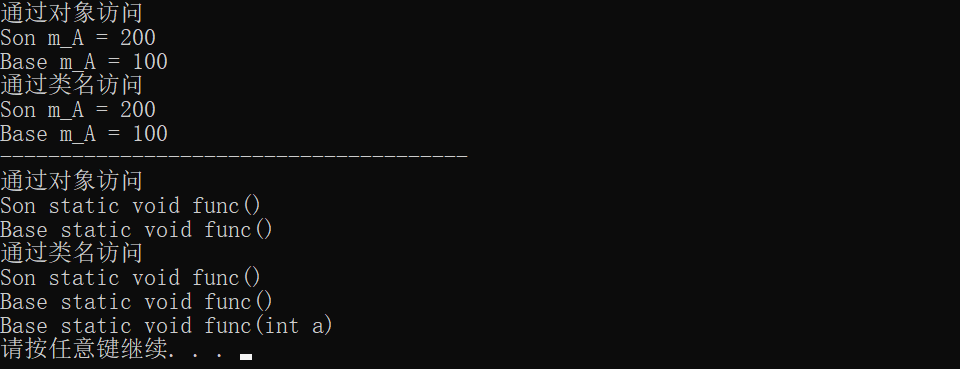 通过对象访问
Son m_A = 200
Base m_A = 100
通过类名访问
Son m_A = 200
Base m_A = 100
---------------------------------------
通过对象访问
Son static void func()
Base static void func()
通过类名访问
Son static void func()
Base static void func()
Base static void func(int a)
请按任意键继续. . .